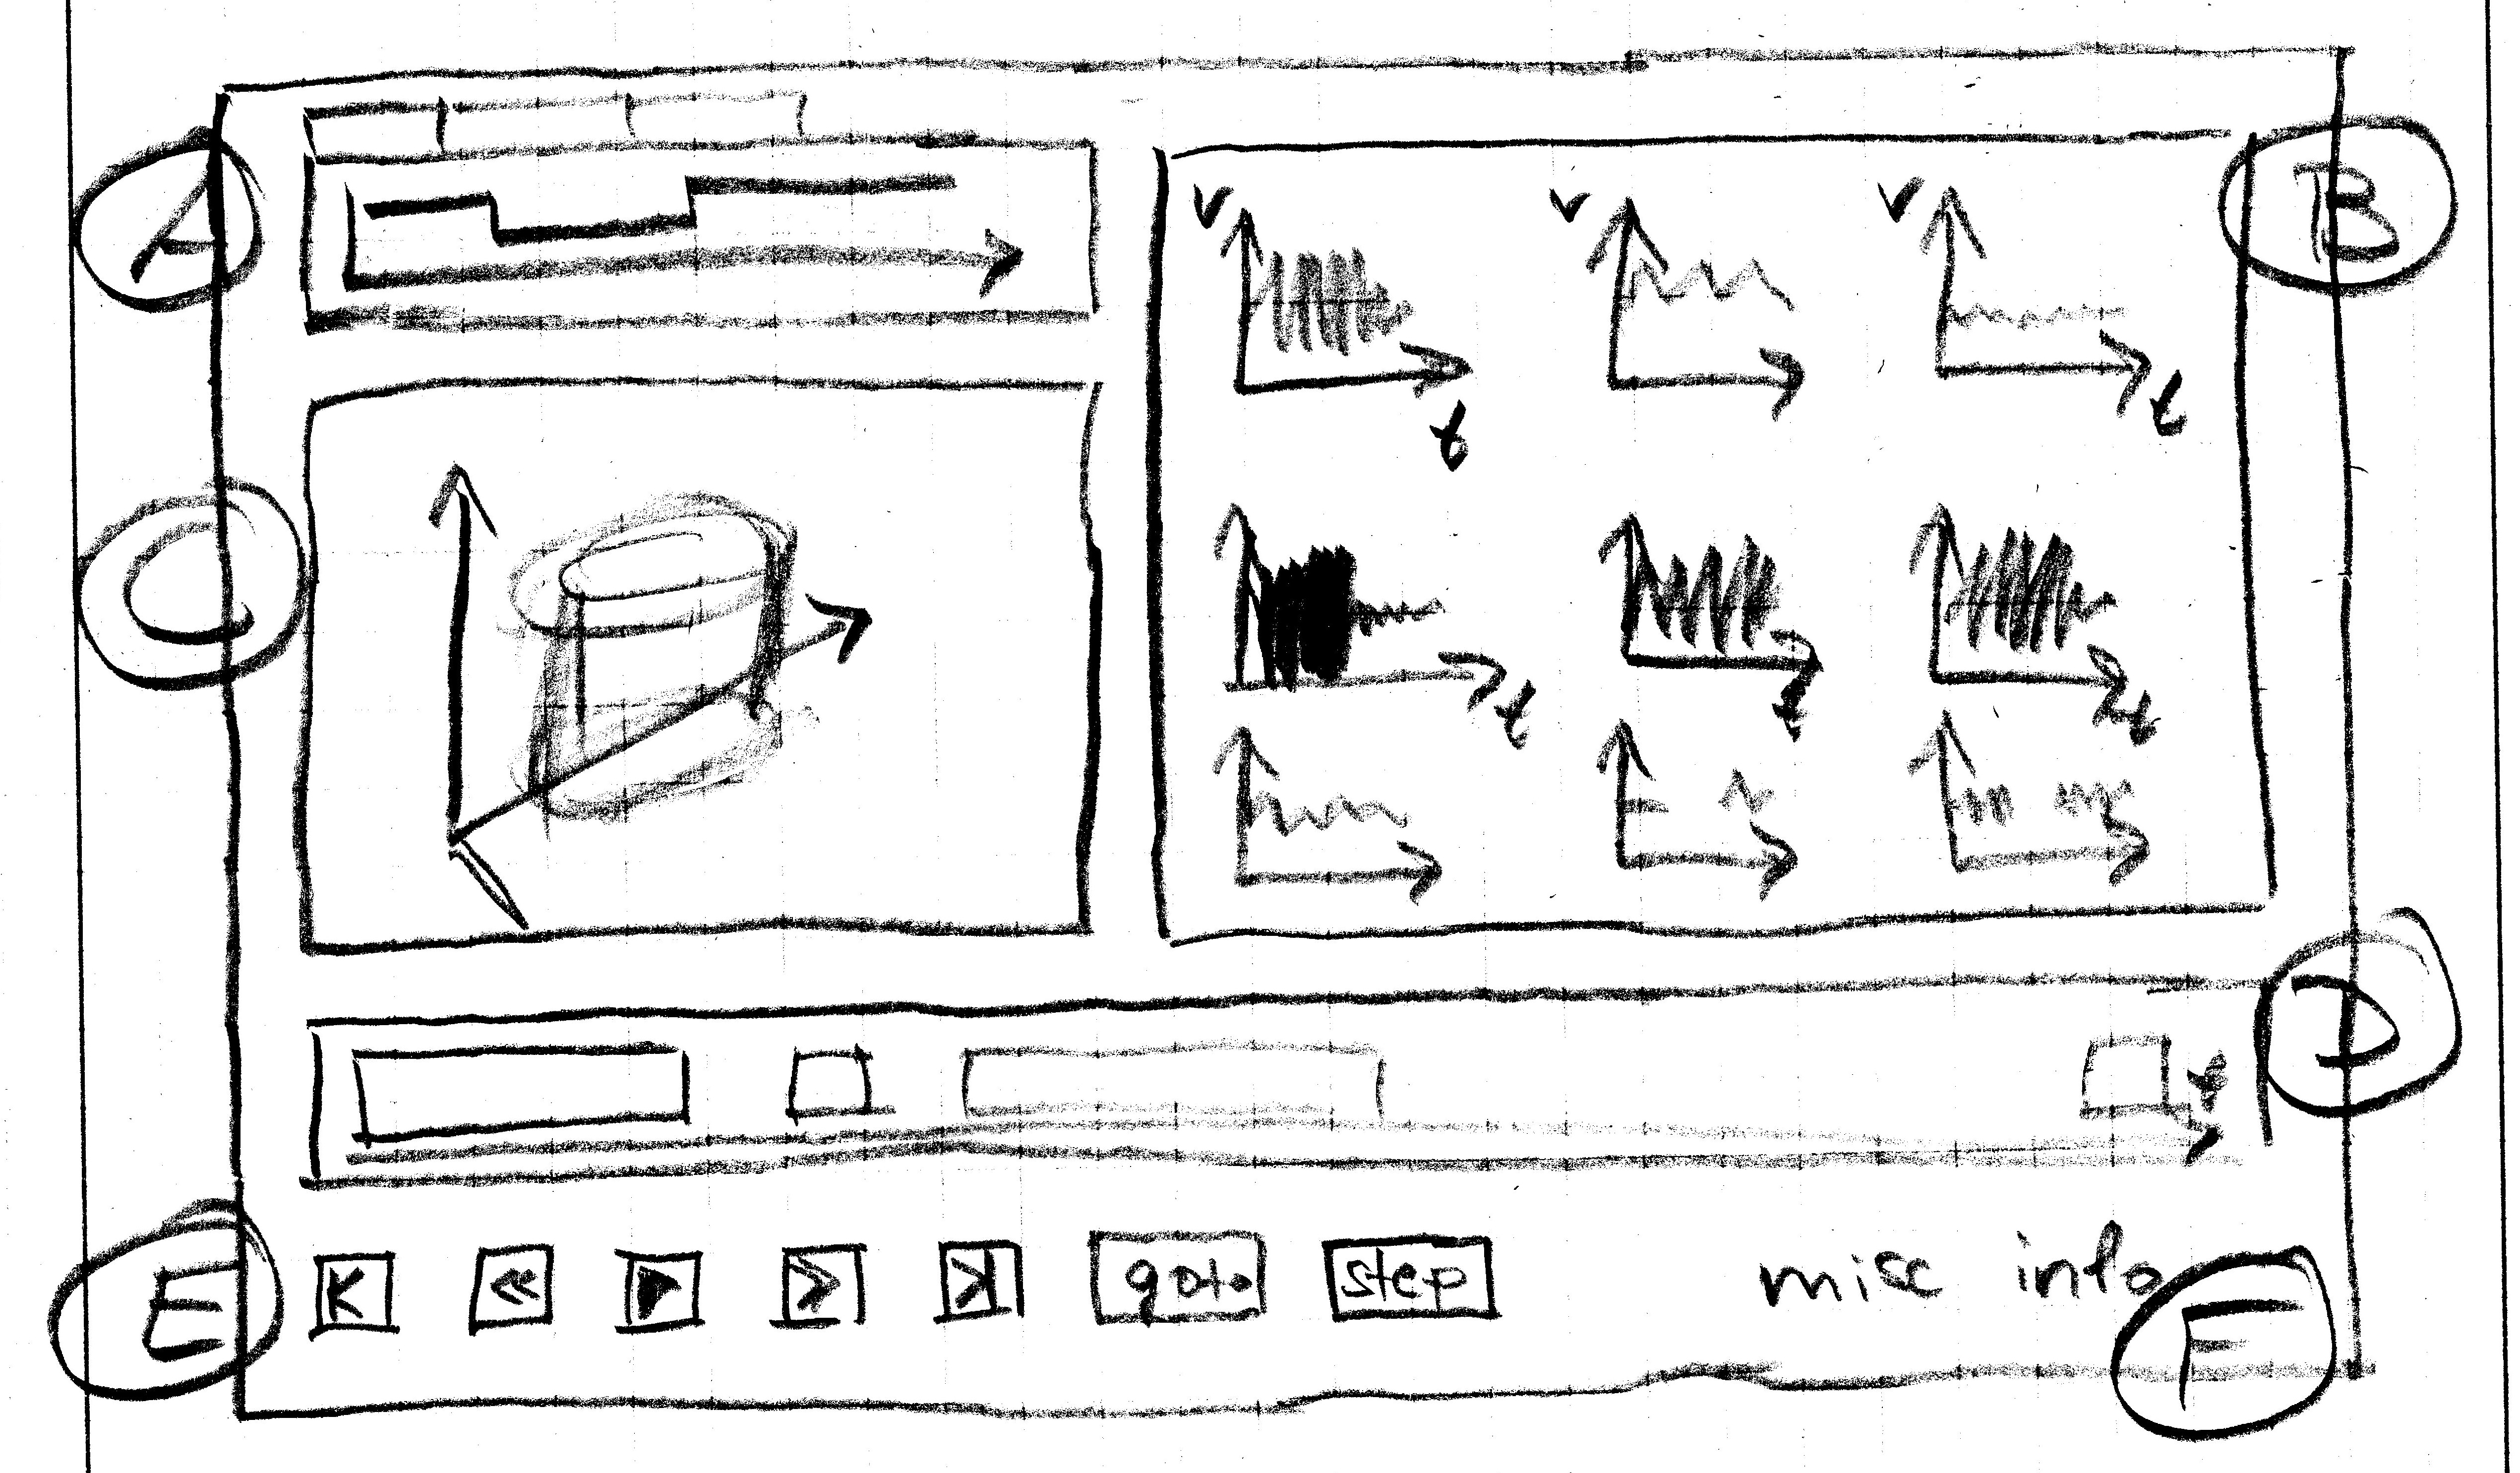 A
B
v v v
t t
C
t t t
D
t
E
K « ▶ » >| goto step misc info
F